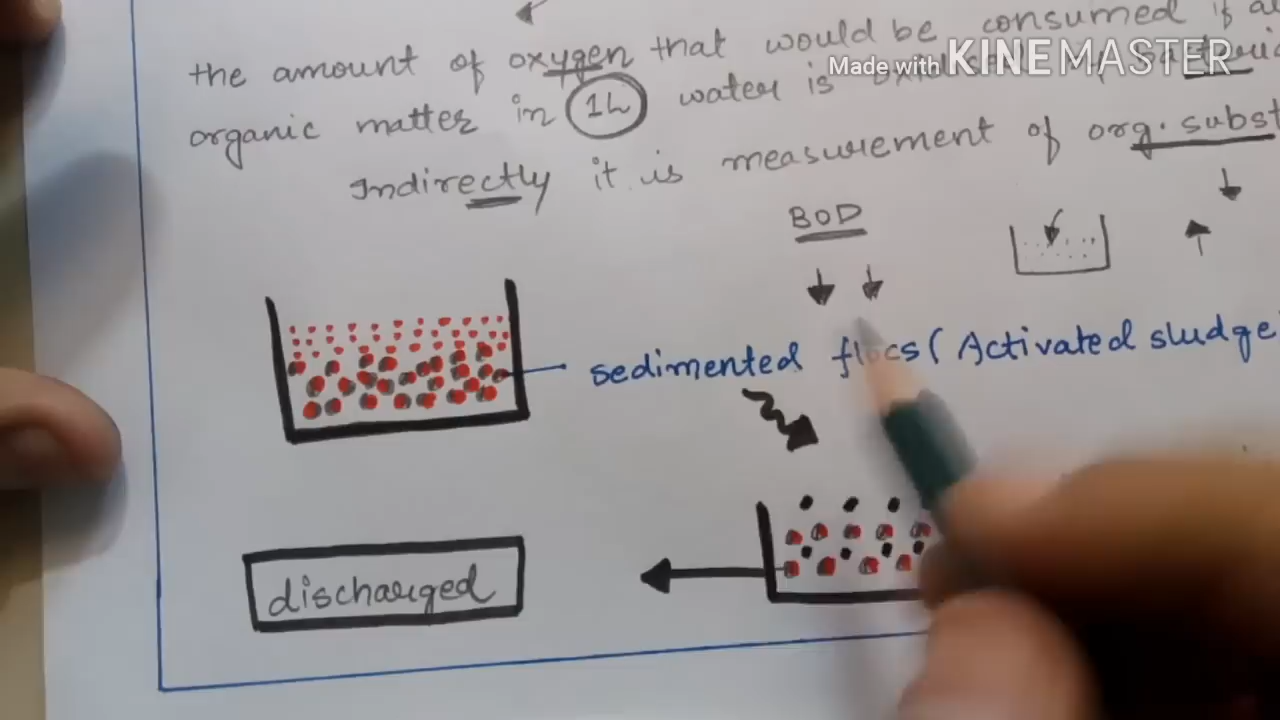 the amount of oxygen that would be consumed if
organic matter in 1L water is
Indirectly it is measurement of org. subst
BOD
sedimented flocs (Activated sludge
discharged
Made with KINEMASTER